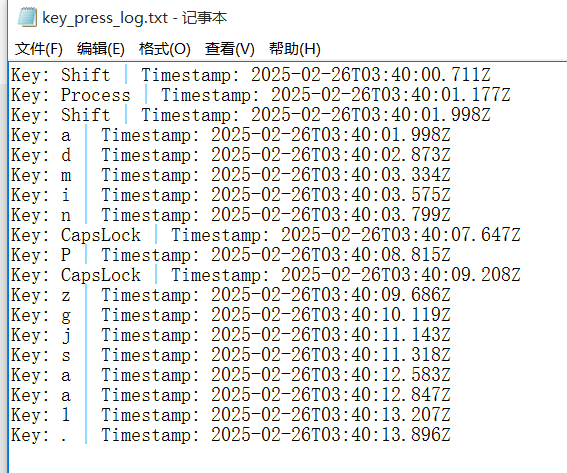 key_press_log.txt - 记事本
文件(F) 编辑(E) 格式(O) 查看(V) 帮助(H)
Key: Shift | Timestamp: 2025-02-26T03:40:00.711Z
Key: Process | Timestamp: 2025-02-26T03:40:01.177Z
Key: Shift | Timestamp: 2025-02-26T03:40:01.998Z
Key: a | Timestamp: 2025-02-26T03:40:01.998Z
Key: d | Timestamp: 2025-02-26T03:40:02.873Z
Key: m | Timestamp: 2025-02-26T03:40:03.334Z
Key: i | Timestamp: 2025-02-26T03:40:03.575Z
Key: n | Timestamp: 2025-02-26T03:40:03.799Z
Key: CapsLock | Timestamp: 2025-02-26T03:40:07.647Z
Key: P | Timestamp: 2025-02-26T03:40:08.815Z
Key: CapsLock | Timestamp: 2025-02-26T03:40:09.208Z
Key: z | Timestamp: 2025-02-26T03:40:09.686Z
Key: g | Timestamp: 2025-02-26T03:40:10.119Z
Key: j | Timestamp: 2025-02-26T03:40:11.143Z
Key: s | Timestamp: 2025-02-26T03:40:11.318Z
Key: a | Timestamp: 2025-02-26T03:40:12.583Z
Key: a | Timestamp: 2025-02-26T03:40:12.847Z
Key: l | Timestamp: 2025-02-26T03:40:13.207Z
Key: . | Timestamp: 2025-02-26T03:40:13.896Z